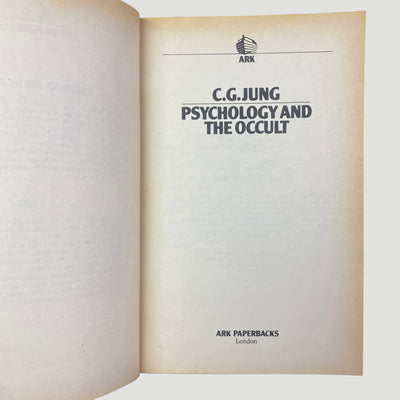 ARK
C.G.JUNG
PSYCHOLOGY AND
THE OCCULT
ARK PAPERBACKS
London